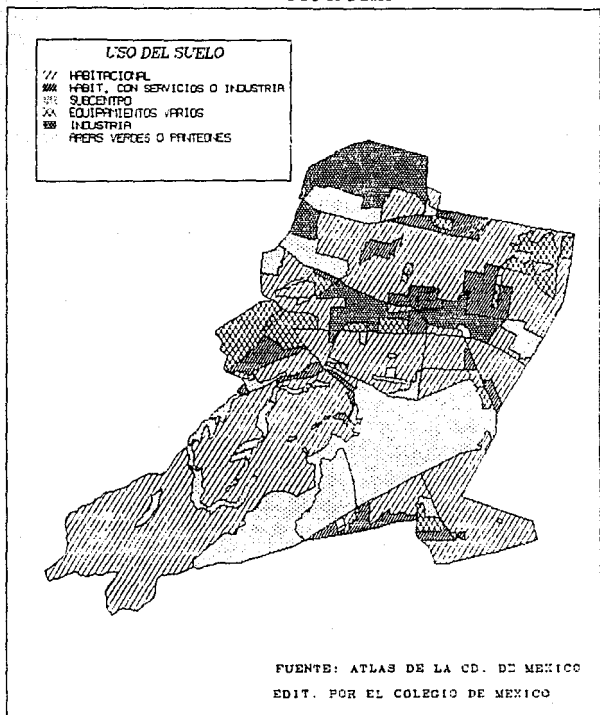 USO DEL SUELO
HABITACIONAL
HABIT. CON SERVICIOS O INDUSTRIA
SUBCENTRO
EQUIPAMIENTOS VARIOS
INDUSTRIA
AREAS VERDES O PANTEONES
FUENTE: ATLAS DE LA CD. DE MEXICO
EDIT. POR EL COLEGIO DE MEXICO